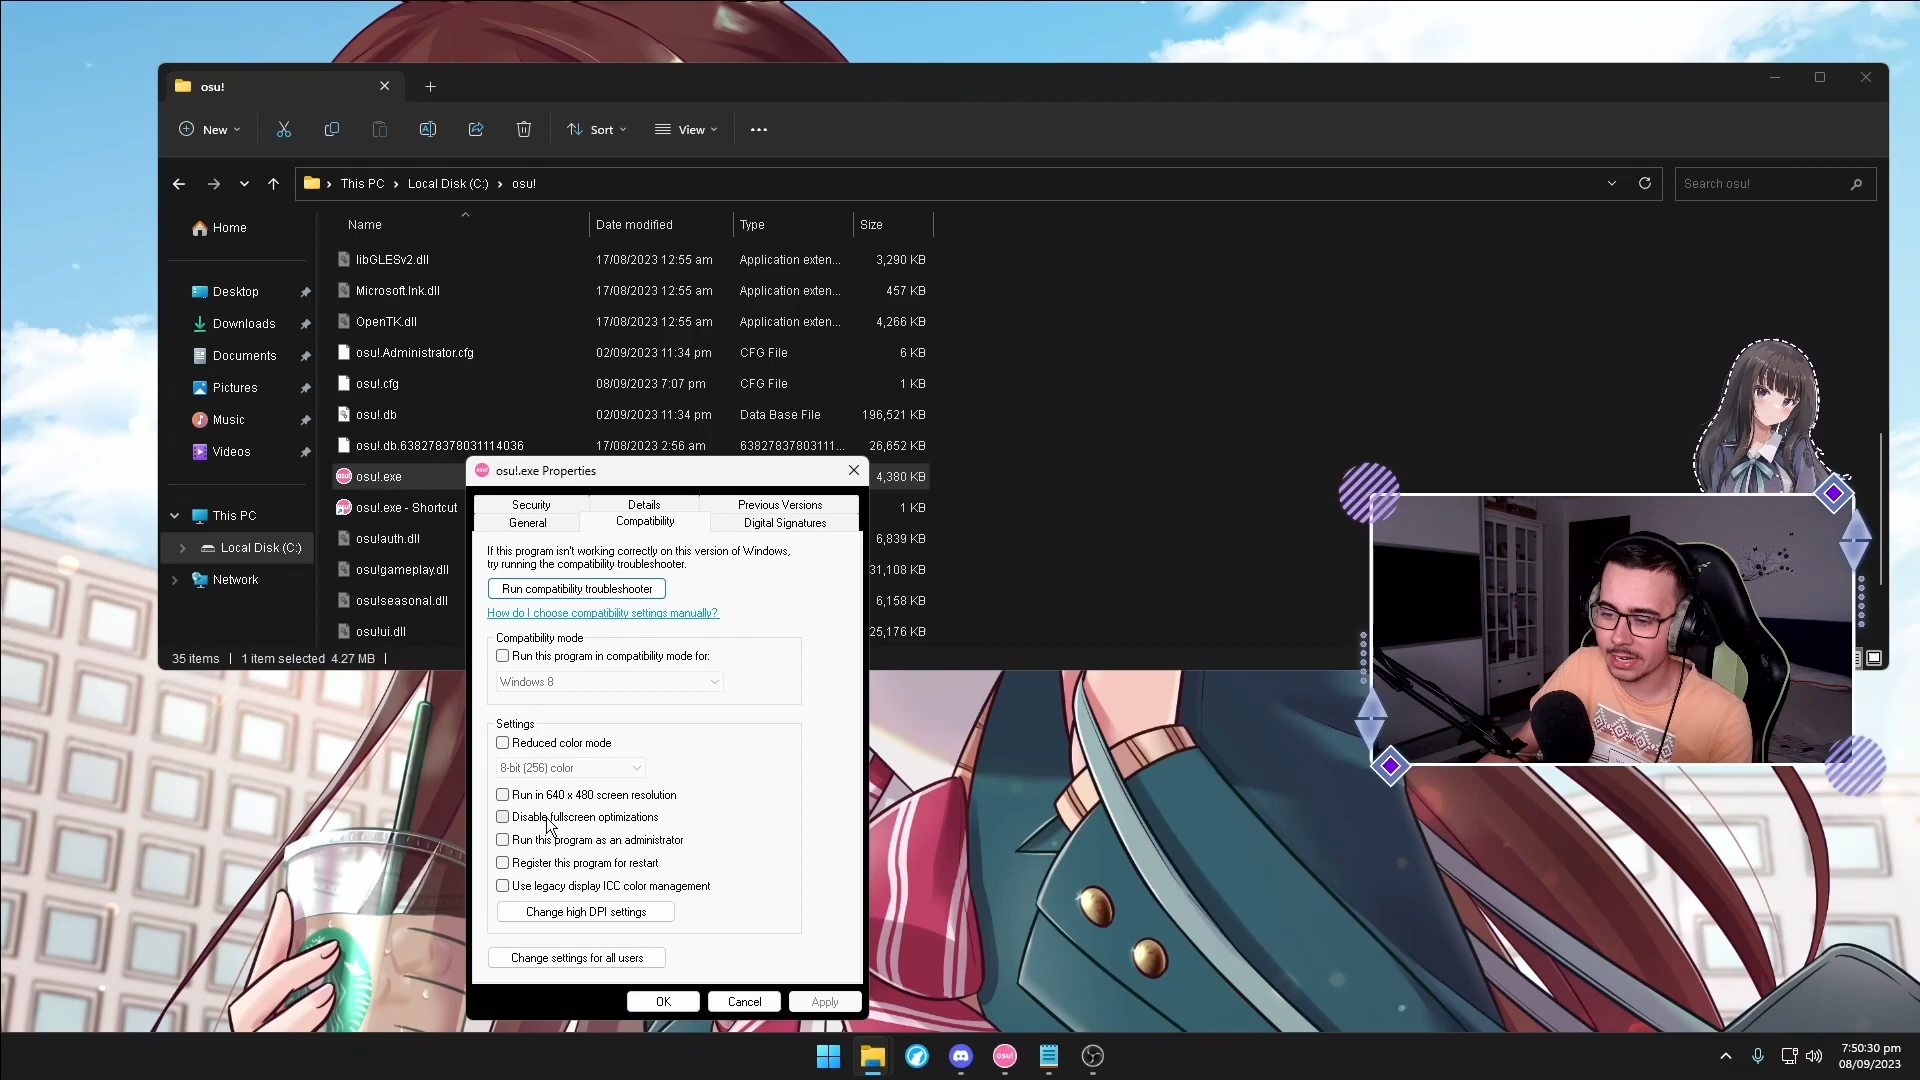 osu!
New
Sort
View
This PC
Local Disk (C:)
osu!
Search osu!
Name
Date modified
Type
Size
Home
Desktop
Downloads
Documents
Pictures
Music
Videos
This PC
Local Disk (C:)
Network
libGLESv2.dll 17/08/2023 12:55 am Application exten... 3,290 KB
Microsoft.Ink.dll 17/08/2023 12:55 am Application exten... 457 KB
OpenTK.dll 17/08/2023 12:55 am Application exten... 4,266 KB
osu!.Administrator.cfg 02/09/2023 11:34 pm CFG File 6 KB
osu!.cfg 08/09/2023 7:07 pm CFG File 1 KB
osu!.db 02/09/2023 11:34 pm Data Base File 196,521 KB
osu!.db.638278378031114036 17/08/2023 2:56 am 63827837803111... 26,652 KB
osu!.exe 4,380 KB
osu!.exe - Shortcut 1 KB
osu!auth.dll 6,839 KB
osu!gameplay.dll 31,108 KB
osu!seasonal.dll 6,158 KB
osu!ui.dll 25,176 KB
35 items 1 item selected 4.27 MB
osu!.exe Properties
Security
Details
Previous Versions
General
Compatibility
Digital Signatures
If this program isn't working correctly on this version of Windows,
try running the compatibility troubleshooter.
Run compatibility troubleshooter
How do I choose compatibility settings manually?
Compatibility mode
Run this program in compatibility mode for:
Windows 8
Settings
Reduced color mode
8-bit (256) color
Run in 640 x 480 screen resolution
Disable fullscreen optimizations
Run this program as an administrator
Register this program for restart
Use legacy display ICC color management
Change high DPI settings
Change settings for all users
OK
Cancel
Apply
osu!
7:50:30 pm
08/09/2023